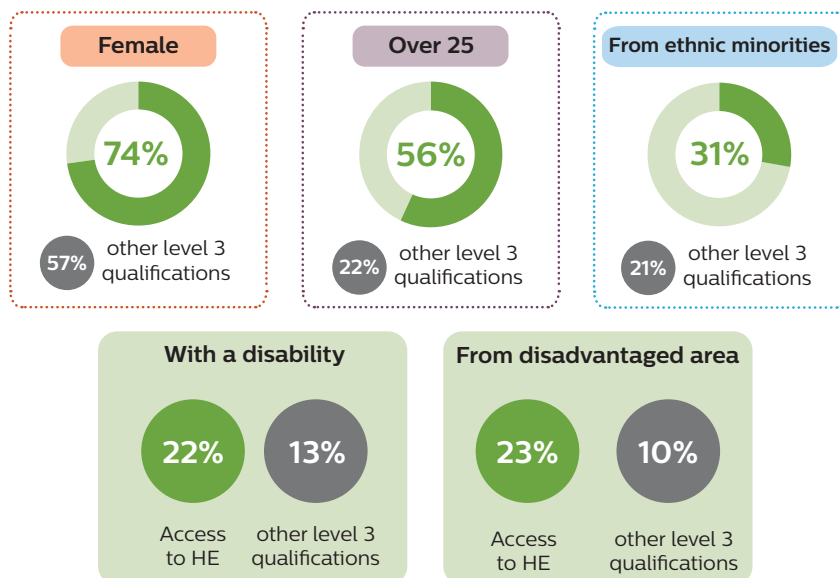 Female
74%
57%
other level 3
qualifications
Over 25
56%
22%
other level 3
qualifications
From ethnic minorities
31%
21%
other level 3
qualifications
With a disability
22%
13%
Access
to HE
other level 3
qualifications
From disadvantaged area
23%
10%
Access
to HE
other level 3
qualifications